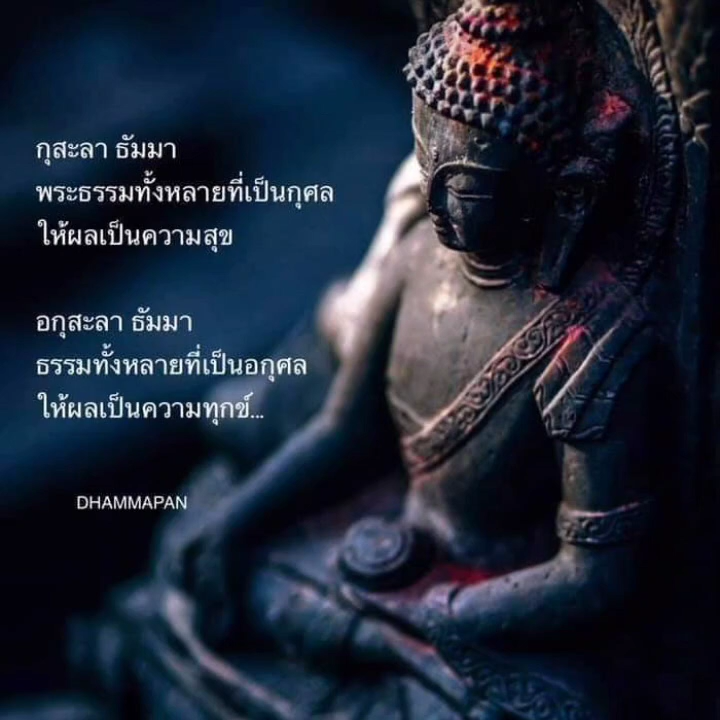 กุสะลา ธัมมา
พระธรรมทั้งหลายที่เป็นกุศล
ให้ผลเป็นความสุข
อกุสะลา ธัมมา
ธรรมทั้งหลายที่เป็นอกุศล
ให้ผลเป็นความทุกข์...
DHAMMAPAN